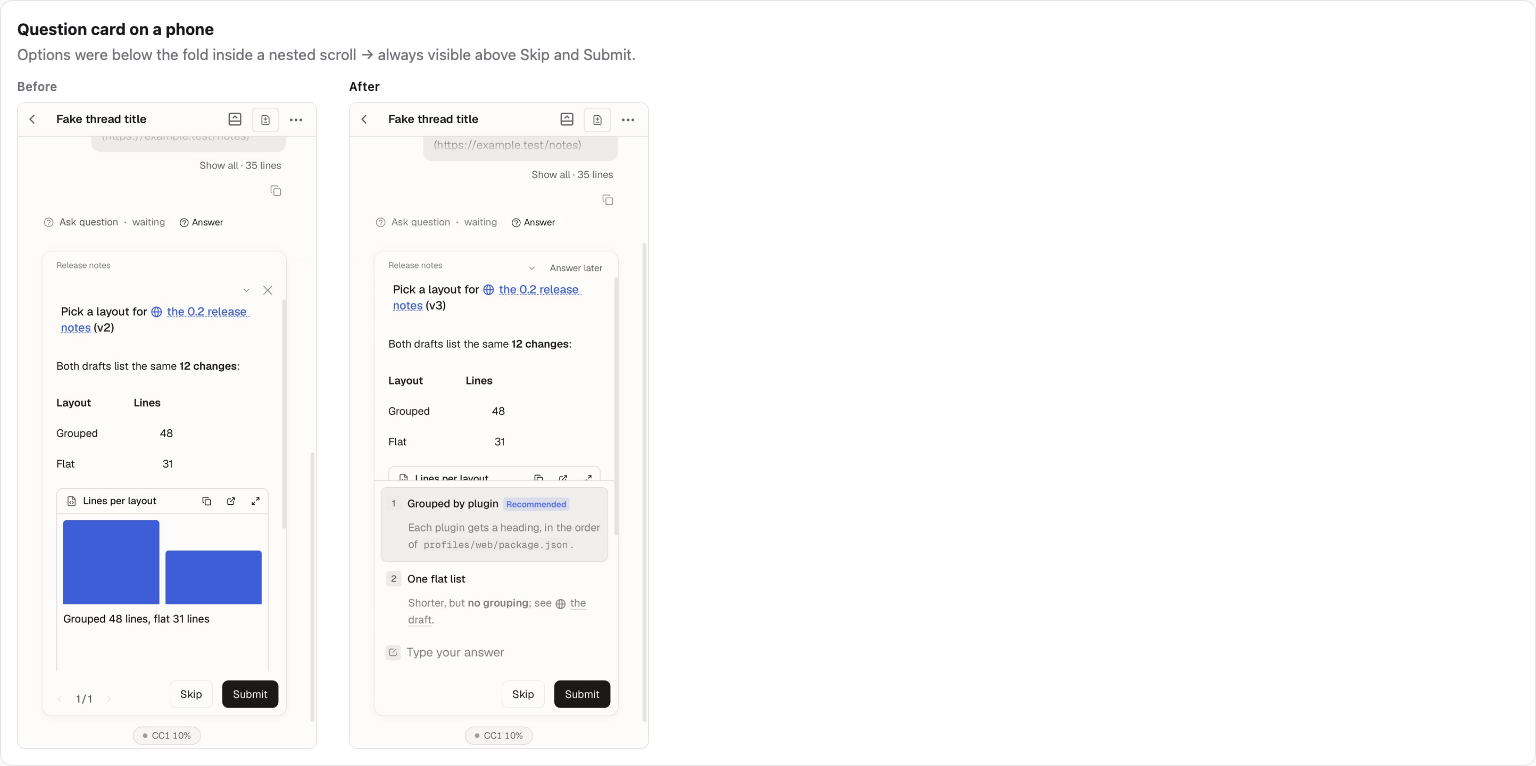 Question card on a phone
Options were below the fold inside a nested scroll → always visible above Skip and Submit.
Before
Fake thread title
(https://example.test/notes)
Show all · 35 lines
Ask question · waiting Answer
Release notes
Pick a layout for the 0.2 release
notes (v2)
Both drafts list the same 12 changes:
Layout Lines
Grouped 48
Flat 31
Lines per layout
Grouped 48 lines, flat 31 lines
1/1 Skip Submit
CC1 10%
After
Fake thread title
(https://example.test/notes)
Show all · 35 lines
Ask question · waiting Answer
Release notes
Answer later
Pick a layout for the 0.2 release
notes (v3)
Both drafts list the same 12 changes:
Layout Lines
Grouped 48
Flat 31
Lines per layout
1 Grouped by plugin Recommended
Each plugin gets a heading, in the order
of profiles/web/package.json.
2 One flat list
Shorter, but no grouping; see the
draft.
Type your answer
Skip Submit
CC1 10%